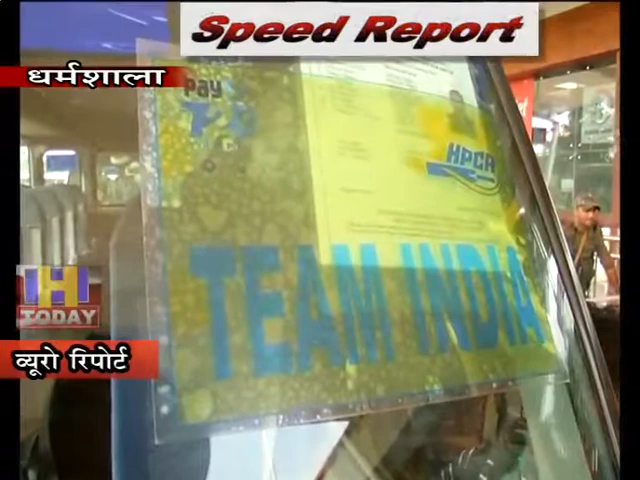 Speed Report
धर्मशाला
pay
HPCA
TEAM INDIA
H
TODAY
व्यूरो रिपोर्ट